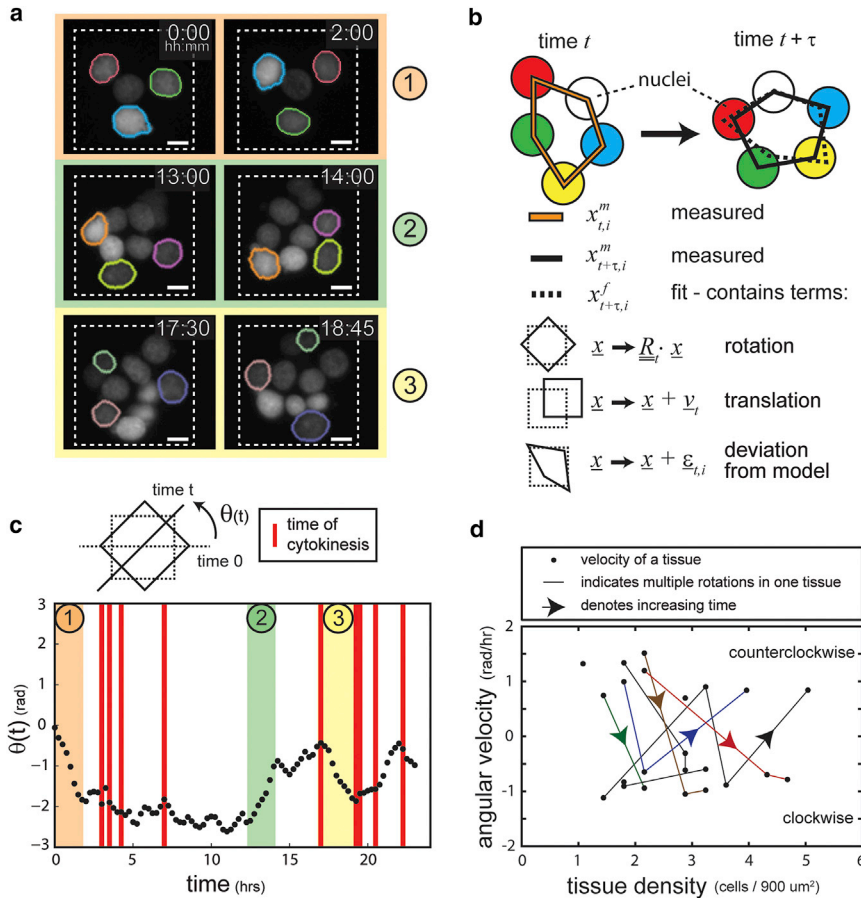 a
0:00
hh:mm
2:00
1
13:00
14:00
2
17:30
18:45
3
b
time t
time t + τ
nuclei
x^m_{t,i} measured
x^m_{t+τ,i} measured
x^f_{t+τ,i} fit - contains terms:
x → R_t · x rotation
x → x + v_t translation
x → x + ε_{t,i} deviation
from model
c
time t
θ(t)
time 0
time of
cytokinesis
1
2
3
3
2
1
0
−1
−2
−3
θ(t) (rad)
0
5
10
15
20
time (hrs)
d
velocity of a tissue
indicates multiple rotations in one tissue
denotes increasing time
2
1
0
-1
-2
angular velocity (rad/hr)
counterclockwise
clockwise
0
1
2
3
4
5
6
tissue density (cells / 900 um²)